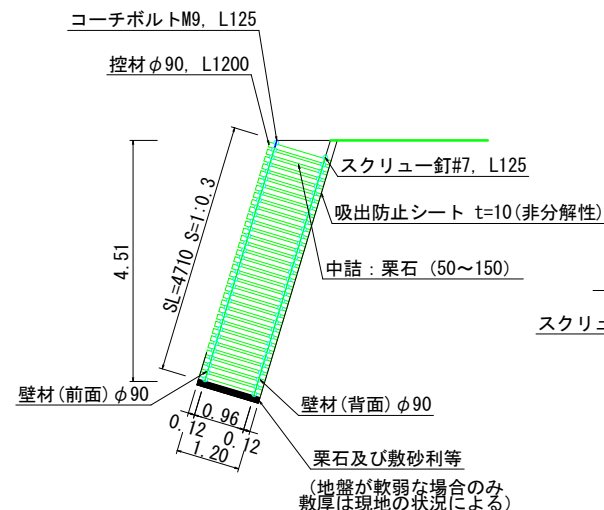 コーチボルトM9, L125
控材φ90, L1200
スクリュー釘#7, L125
吸出防止シート t=10(非分解性)
中詰：栗石 (50～150)
スクリュ
4.51
SL=4710 S=1:0.3
壁材(前面)φ90
壁材(背面)φ90
0.12
0.96
0.12
1.20
栗石及び敷砂利等
(地盤が軟弱な場合のみ
敷厚は現地の状況による)